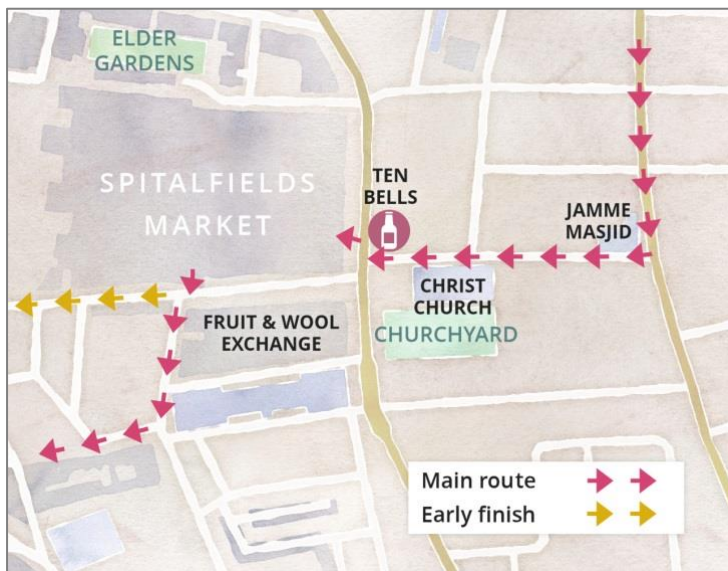 ELDER
GARDENS
SPITALFIELDS
MARKET
TEN
BELLS
JAMME
MASJID
CHRIST
CHURCH
CHURCHYARD
FRUIT & WOOL
EXCHANGE
Main route
Early finish